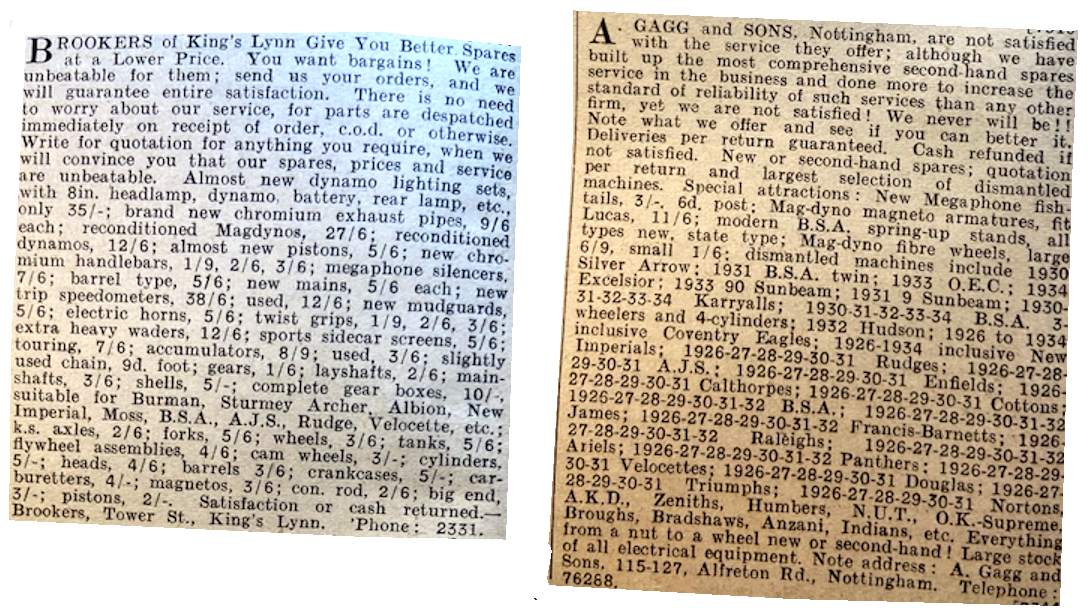 BROOKERS of King's Lynn Give You Better Spares
at a Lower Price. You want bargains! We are
unbeatable for them; send us your orders, and we
will guarantee entire satisfaction. There is no need
to worry about our service, for parts are despatched
immediately on receipt of order, c.o.d. or otherwise.
Write for quotation for anything you require, when we
will convince you that our spares, prices and service
are unbeatable. Almost new dynamo lighting sets,
with 8in. headlamp, dynamo, battery, rear lamp, etc.,
only 35/-; brand new chromium exhaust pipes, 9/6
each; reconditioned Magdynos, 27/6; reconditioned
dynamos, 12/6; almost new pistons, 5/6; new chro-
mium handlebars, 1/9, 2/6, 3/6; megaphone silencers,
7/6; barrel type, 5/6; new mains, 5/6 each; new
trip speedometers, 38/6; used, 12/6; new mudguards,
5/6; electric horns, 5/6; twist grips, 1/9, 2/6, 3/6;
extra heavy waders, 12/6; sports sidecar screens, 5/6;
touring, 7/6; accumulators, 8/9; used, 3/6; slightly
used chain, 9d. foot; gears, 1/6; layshafts, 2/6; main-
shafts, 3/6; shells, 5/-; complete gear boxes, 10/-,
suitable for Burman, Sturmey Archer, Albion, New
Imperial, Moss, B.S.A., A.J.S., Rudge, Velocette, etc.;
k.s. axles, 2/6; forks, 5/6; wheels, 3/6; tanks, 5/6;
flywheel assemblies, 4/6; cam wheels, 3/-; cylinders,
5/-; heads, 4/6; barrels 3/6; crankcases, 5/-; car-
buretters, 4/-; magnetos, 3/6; con. rod, 2/6; big end,
3/-; pistons, 2/-. Satisfaction or cash returned.—
Brookers, Tower St., King's Lynn. 'Phone: 2331.
A. GAGG and SONS, Nottingham, are not satisfied
with the service they offer; although we have
built up the most comprehensive second-hand spares
service in the business and done more to increase the
standard of reliability of such services than any other
firm, yet we are not satisfied! We never will be!!
Note what we offer and see if you can better it.
Deliveries per return guaranteed. Cash refunded if
not satisfied. New or second-hand spares; quotation
per return and largest selection of dismantled
machines. Special attractions: New Megaphone fish-
tails, 3/-, 6d. post; Mag-dyno magneto armatures, fit
Lucas, 11/6; modern B.S.A. spring-up stands, all
types new, state type; Mag-dyno fibre wheels, large
6/9, small 1/6; dismantled machines include 1930
Silver Arrow; 1931 B.S.A. twin; 1933 O.E.C.; 1934
Excelsior; 1933 90 Sunbeam; 1931 9 Sunbeam; 1930-
31-32-33-34 Karryalls; 1930-31-32-33-34 B.S.A. 3-
wheelers and 4-cylinders; 1932 Hudson; 1926 to 1934
inclusive Coventry Eagles; 1926-1934 inclusive New
Imperials; 1926-27-28-29-30-31 Rudges; 1926-27-28-
29-30-31 A.J.S.; 1926-27-28-29-30-31 Enfields; 1926-
27-28-29-30-31 Calthorpes; 1926-27-28-29-30-31 Cottons;
1926-27-28-29-30-31-32 B.S.A.; 1926-27-28-29-30-31-32
James; 1926-27-28-29-30-31-32 Francis-Barnetts; 1926-
27-28-29-30-31-32 Raleighs; 1926-27-28-29-30-31-32
Ariels; 1926-27-28-29-30-31-32 Panthers; 1926-27-28-29-
30-31 Velocettes; 1926-27-28-29-30-31 Douglas; 1926-27-
28-29-30-31 Triumphs; 1926-27-28-29-30-31 Nortons,
A.K.D., Zeniths, Humbers, N.U.T., O.K.-Supreme,
Broughs, Bradshaws, Anzani, Indians, etc. Everything
from a nut to a wheel new or second-hand! Large stock
of all electrical equipment. Note address: A. Gagg and
Sons, 115-127, Alfreton Rd., Nottingham. Telephone:
76288.